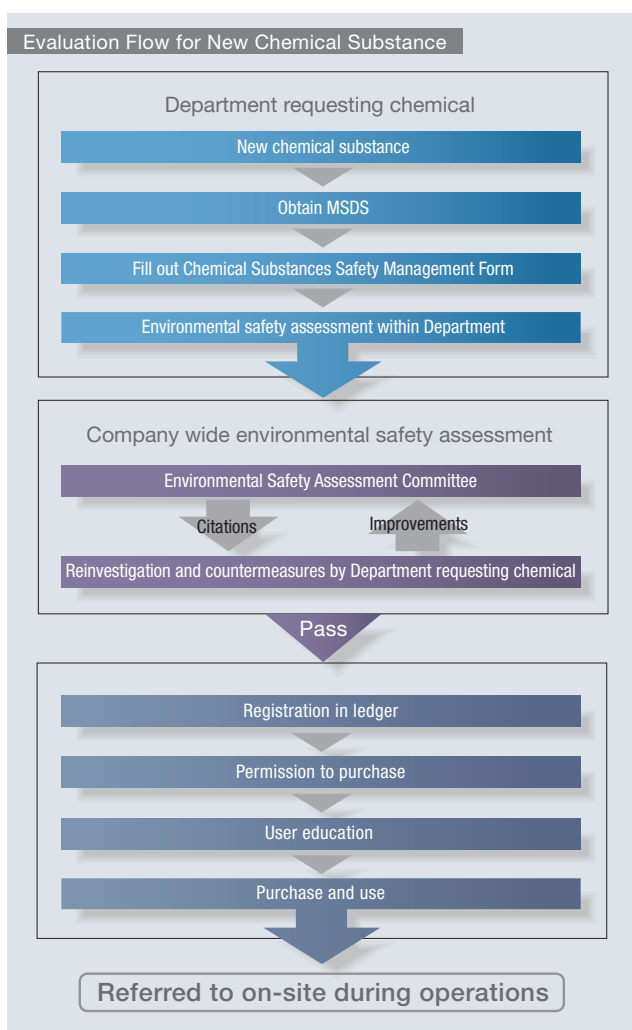 Evaluation Flow for New Chemical Substance
Department requesting chemical
New chemical substance
Obtain MSDS
Fill out Chemical Substances Safety Management Form
Environmental safety assessment within Department
Company wide environmental safety assessment
Environmental Safety Assessment Committee
Citations
Improvements
Reinvestigation and countermeasures by Department requesting chemical
Pass
Registration in ledger
Permission to purchase
User education
Purchase and use
Referred to on-site during operations